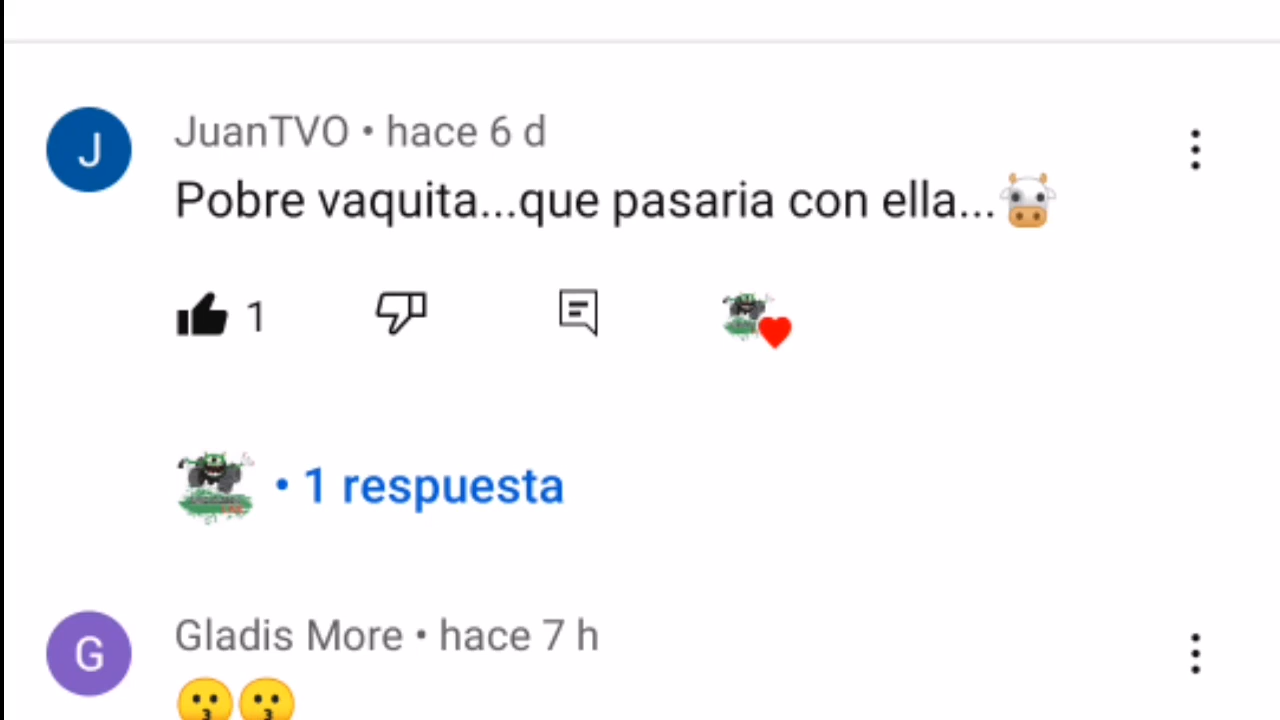 J
JuanTVO • hace 6 d
Pobre vaquita...que pasaria con ella...🐮
1
• 1 respuesta
G
Gladis More • hace 7 h
😗😗